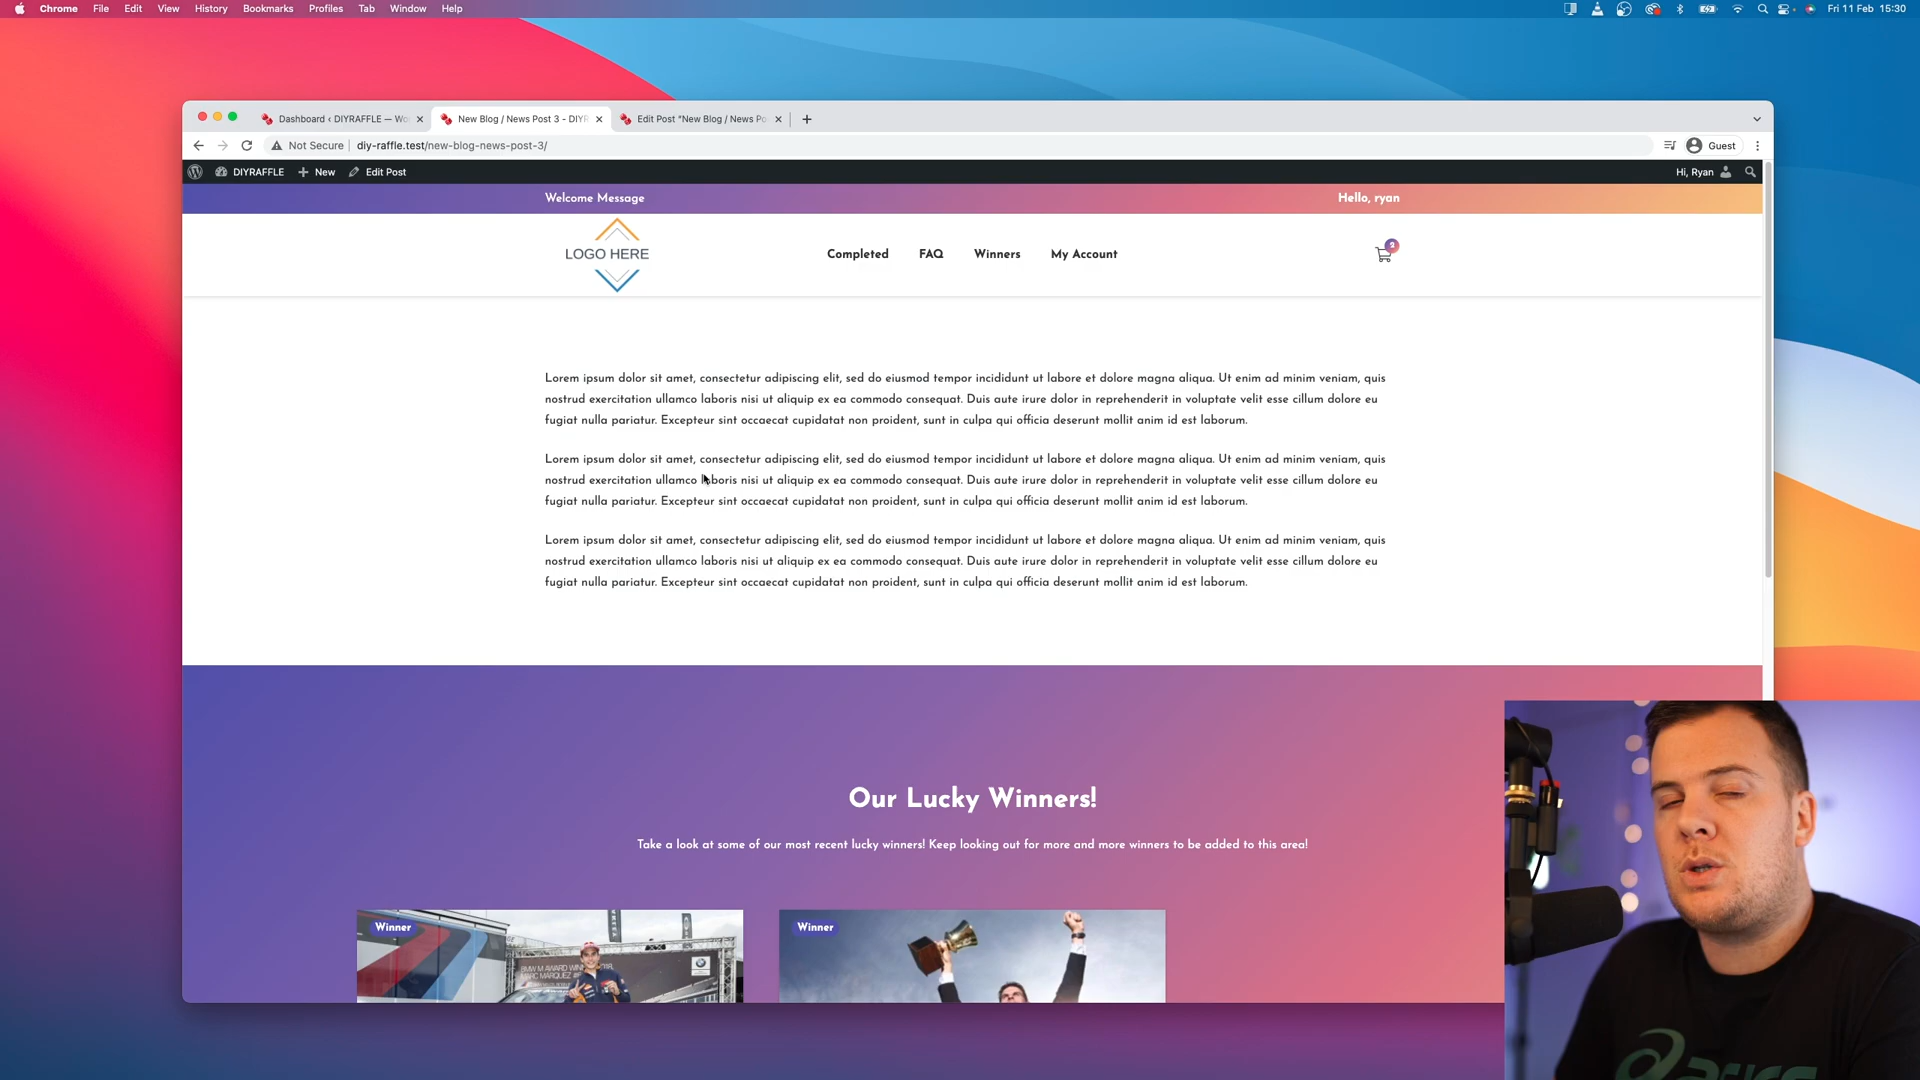 Chrome File Edit View History Bookmarks Profiles Tab Window Help Fri 11 Feb 15:30
Dashboard ‹ DIYRAFFLE — Wo New Blog / News Post 3 - DIYR Edit Post "New Blog / News Po
Not Secure diy-raffle.test/new-blog-news-post-3/ Guest
DIYRAFFLE New Edit Post Hi, Ryan
Welcome Message Hello, ryan
LOGO HERE Completed FAQ Winners My Account 2
Lorem ipsum dolor sit amet, consectetur adipiscing elit, sed do eiusmod tempor incididunt ut labore et dolore magna aliqua. Ut enim ad minim veniam, quis
nostrud exercitation ullamco laboris nisi ut aliquip ex ea commodo consequat. Duis aute irure dolor in reprehenderit in voluptate velit esse cillum dolore eu
fugiat nulla pariatur. Excepteur sint occaecat cupidatat non proident, sunt in culpa qui officia deserunt mollit anim id est laborum.
Lorem ipsum dolor sit amet, consectetur adipiscing elit, sed do eiusmod tempor incididunt ut labore et dolore magna aliqua. Ut enim ad minim veniam, quis
nostrud exercitation ullamco laboris nisi ut aliquip ex ea commodo consequat. Duis aute irure dolor in reprehenderit in voluptate velit esse cillum dolore eu
fugiat nulla pariatur. Excepteur sint occaecat cupidatat non proident, sunt in culpa qui officia deserunt mollit anim id est laborum.
Lorem ipsum dolor sit amet, consectetur adipiscing elit, sed do eiusmod tempor incididunt ut labore et dolore magna aliqua. Ut enim ad minim veniam, quis
nostrud exercitation ullamco laboris nisi ut aliquip ex ea commodo consequat. Duis aute irure dolor in reprehenderit in voluptate velit esse cillum dolore eu
fugiat nulla pariatur. Excepteur sint occaecat cupidatat non proident, sunt in culpa qui officia deserunt mollit anim id est laborum.
Our Lucky Winners!
Take a look at some of our most recent lucky winners! Keep looking out for more and more winners to be added to this area!
Winner Winner
BMW M AWARD WIN
MARC MARQUEZ
asics